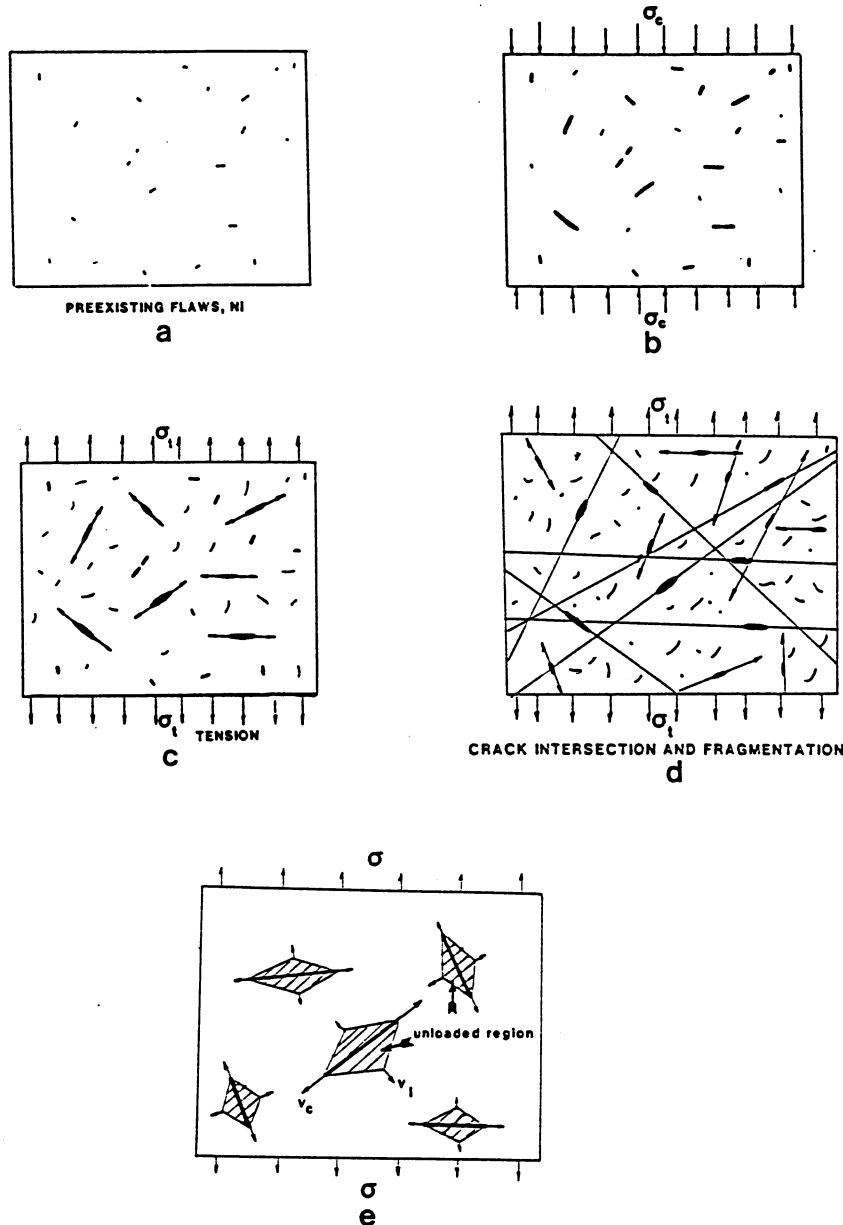 σc
PREEXISTING FLAWS, NI
a
σc
b
σt
σt TENSION
c
σt
σt
CRACK INTERSECTION AND FRAGMENTATION
d
σ
unloaded region
vc
vl
σ
e